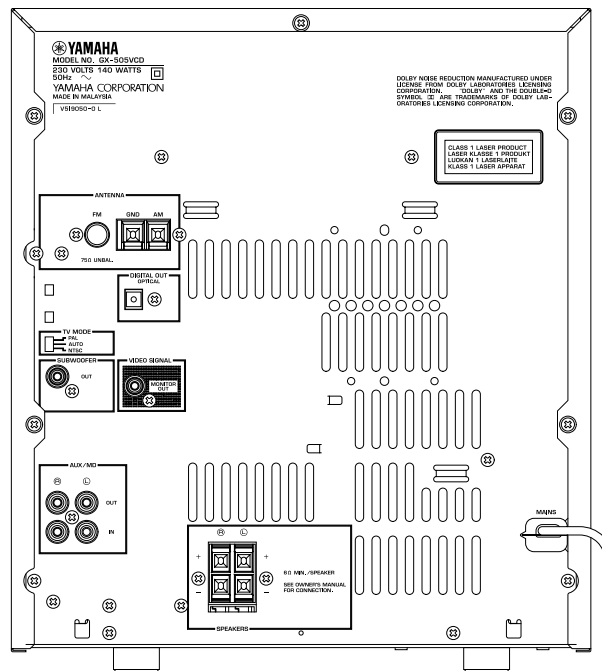 YAMAHA
MODEL NO. GX-505VCD
230 VOLTS 140 WATTS
50Hz ～
YAMAHA CORPORATION
MADE IN MALAYSIA
V519050-0 L
DOLBY NOISE REDUCTION MANUFACTURED UNDER
LICENSE FROM DOLBY LABORATORIES LICENSING
CORPORATION. "DOLBY" AND THE DOUBLE-D
SYMBOL ARE TRADEMARKS OF DOLBY LAB-
ORATORIES LICENSING CORPORATION.
CLASS 1 LASER PRODUCT
LASER KLASSE 1 PRODUKT
LUOKAN 1 LASERLAITE
KLASS 1 LASER APPARAT
ANTENNA
FM GND AM
75Ω UNBAL.
DIGITAL OUT
OPTICAL
TV MODE
PAL
AUTO
NTSC
SUBWOOFER
OUT
VIDEO SIGNAL
MONITOR
OUT
AUX/MD
R L
OUT
IN
MAINS
R L
+ +
6Ω MIN./SPEAKER
SEE OWNER'S MANUAL
FOR CONNECTION.
− −
SPEAKERS